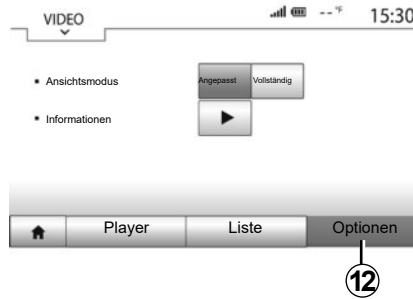 VIDEO
--°F
15:30
Ansichtsmodus
Angepasst
Vollständig
Informationen
Player
Liste
Optionen
12